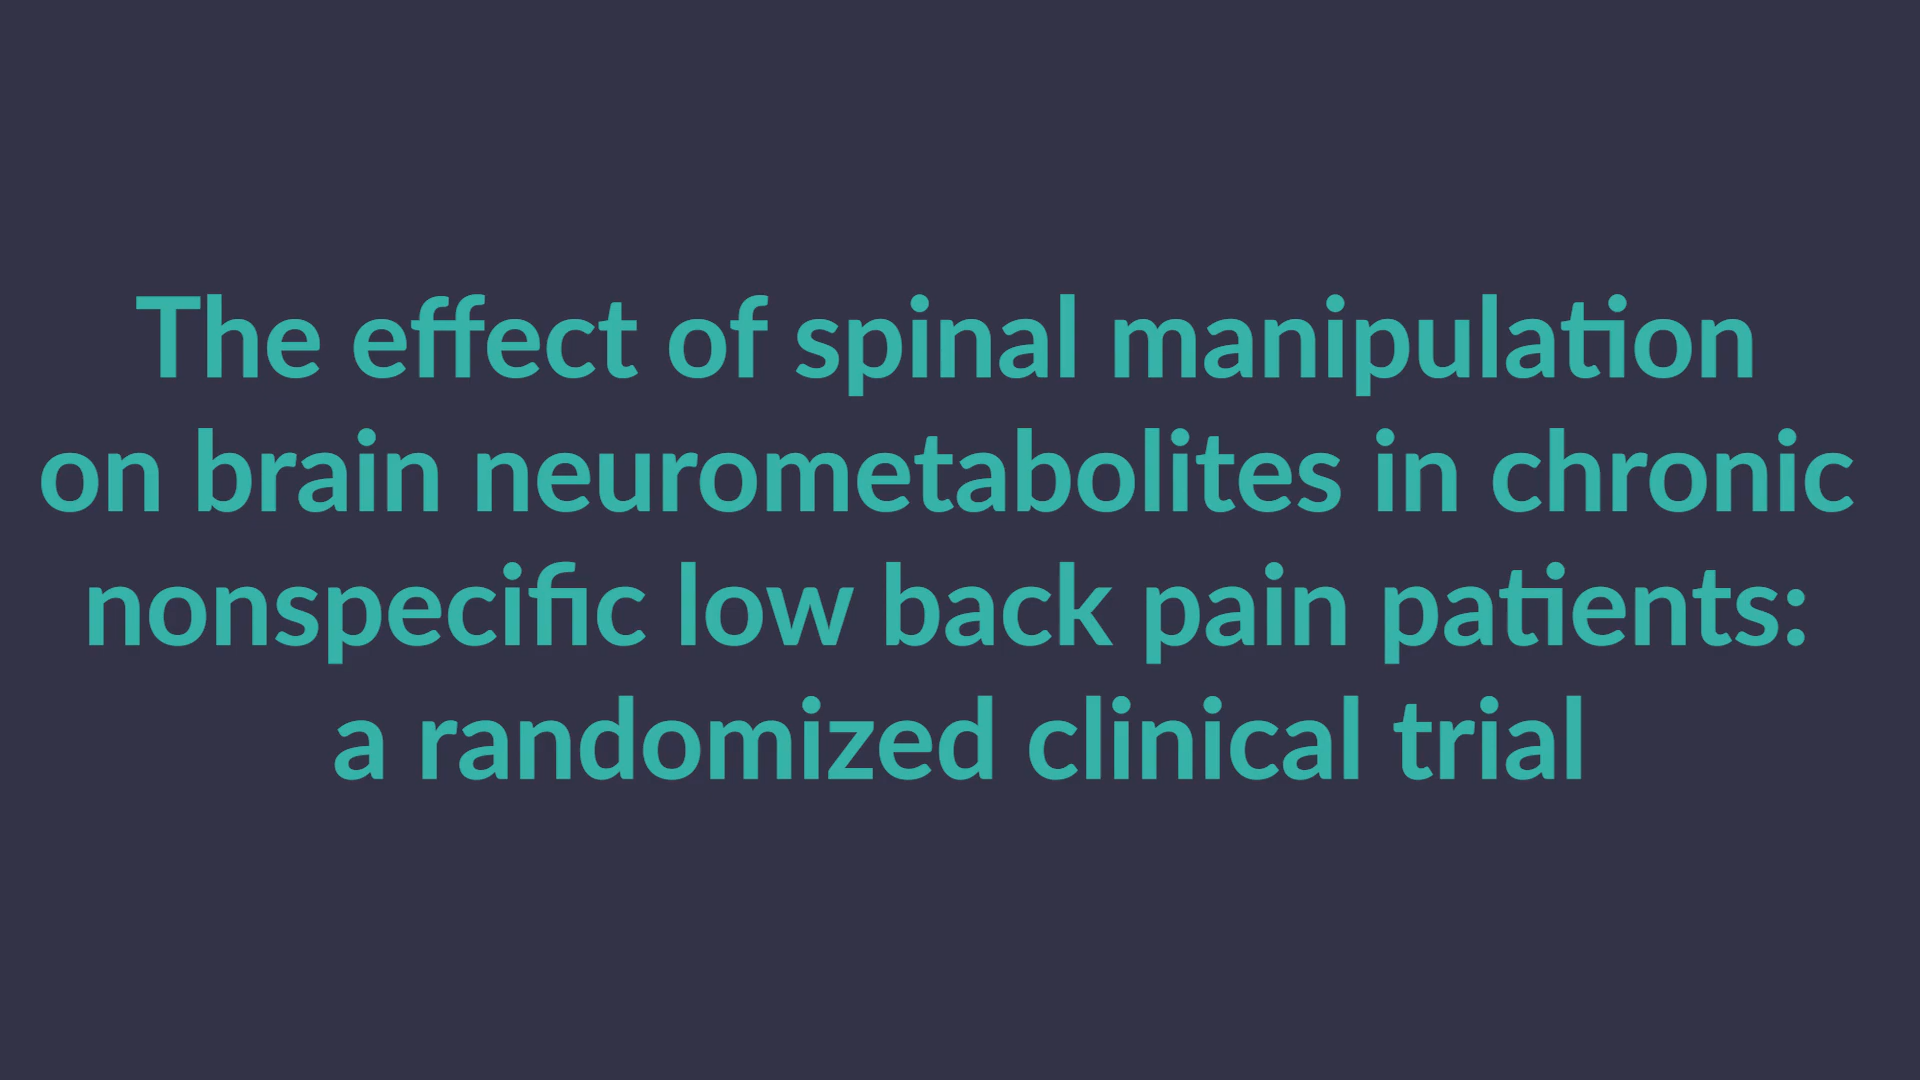 The effect of spinal manipulation
on brain neurometabolites in chronic
nonspecific low back pain patients:
a randomized clinical trial